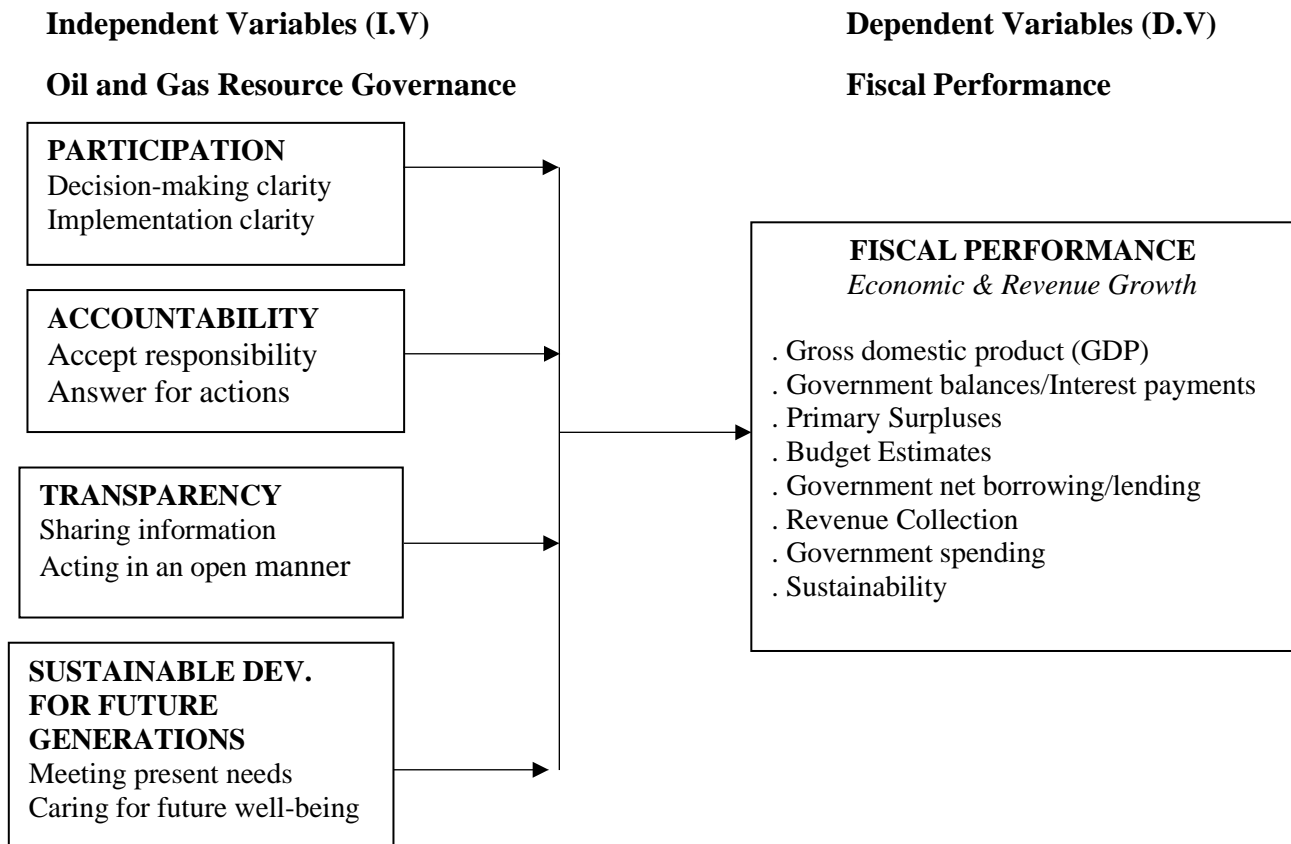 Independent Variables (I.V)
Dependent Variables (D.V)
Oil and Gas Resource Governance
Fiscal Performance
PARTICIPATION
Decision-making clarity
Implementation clarity
ACCOUNTABILITY
Accept responsibility
Answer for actions
TRANSPARENCY
Sharing information
Acting in an open manner
SUSTAINABLE DEV.
FOR FUTURE
GENERATIONS
Meeting present needs
Caring for future well-being
FISCAL PERFORMANCE
Economic & Revenue Growth
. Gross domestic product (GDP)
. Government balances/Interest payments
. Primary Surpluses
. Budget Estimates
. Government net borrowing/lending
. Revenue Collection
. Government spending
. Sustainability